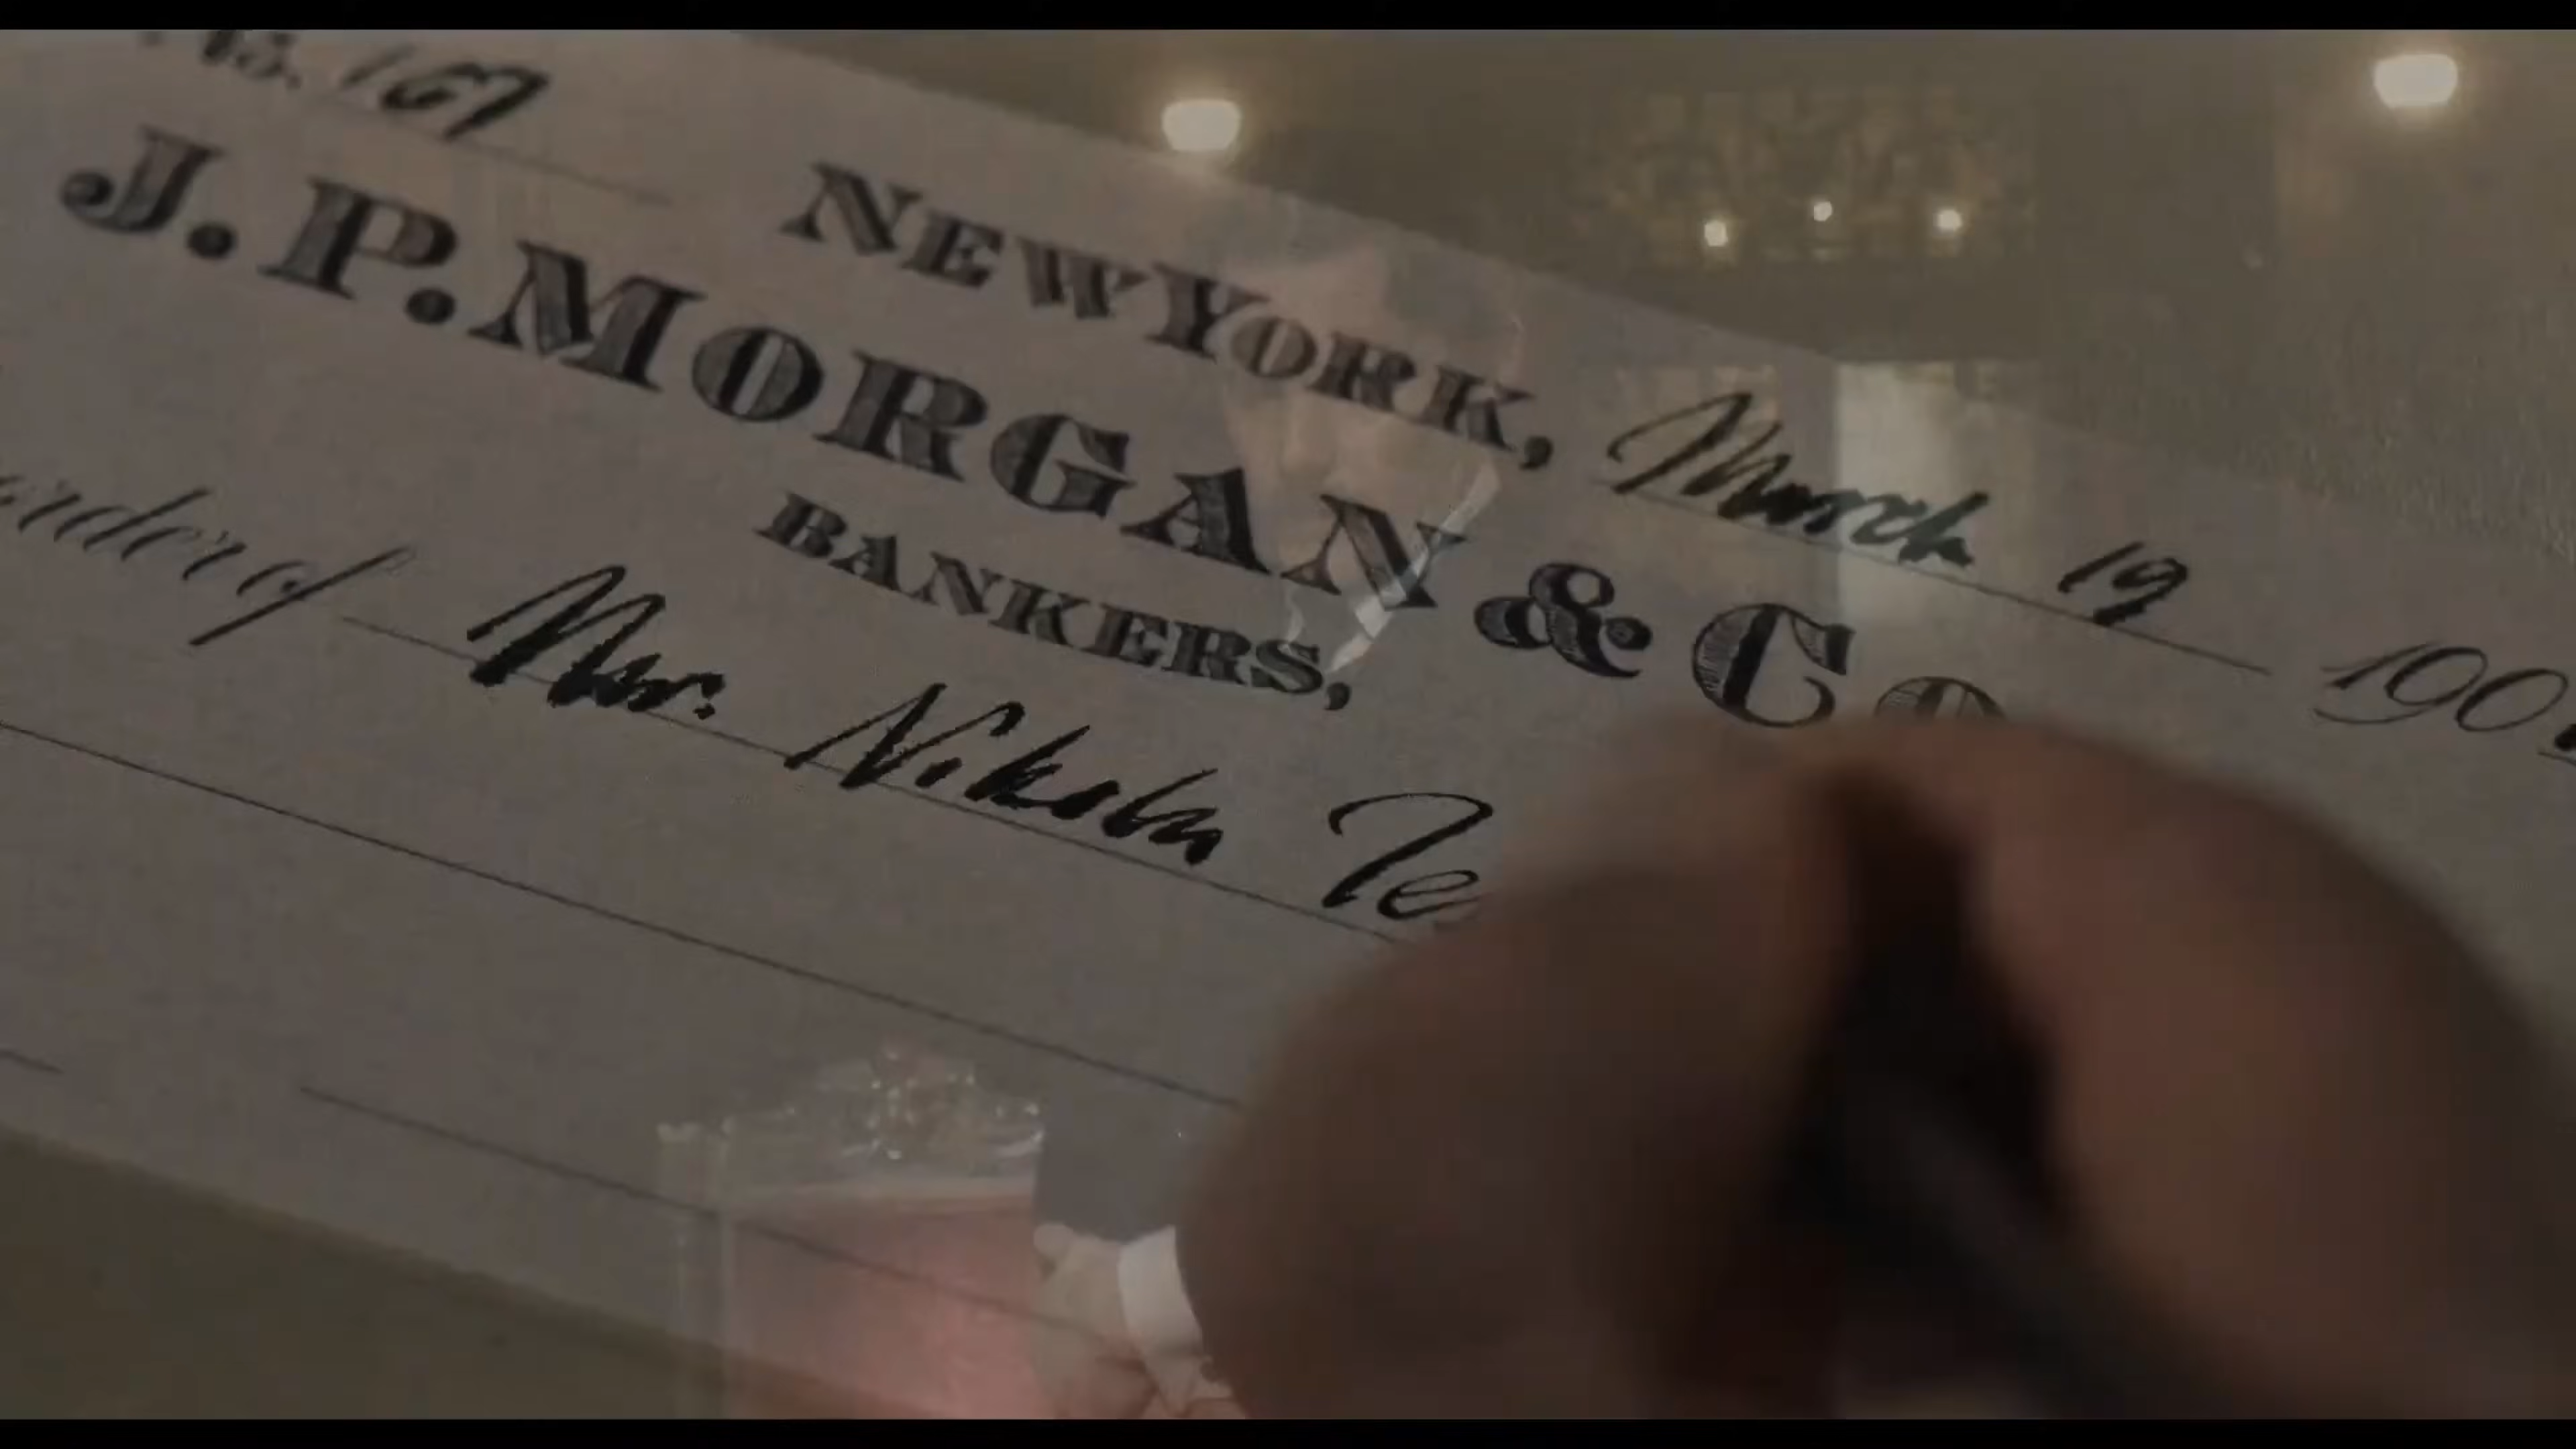 No. 167
NEW YORK, March 19 190
J. P. MORGAN & CO
BANKERS,
order of Mr. Nikola Te